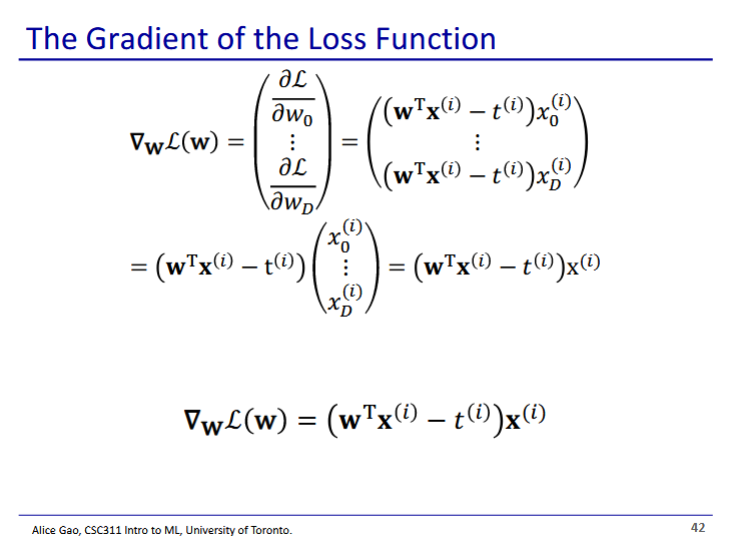 The Gradient of the Loss Function
$\nabla_{\mathbf{w}}\mathcal{L}(\mathbf{w}) = \begin{pmatrix} \frac{\partial \mathcal{L}}{\partial w_0} \\ \vdots \\ \frac{\partial \mathcal{L}}{\partial w_D} \end{pmatrix} = \begin{pmatrix} (\mathbf{w}^{\mathrm{T}}\mathbf{x}^{(i)} - t^{(i)})x_0^{(i)} \\ \vdots \\ (\mathbf{w}^{\mathrm{T}}\mathbf{x}^{(i)} - t^{(i)})x_D^{(i)} \end{pmatrix}$
$= (\mathbf{w}^{\mathrm{T}}\mathbf{x}^{(i)} - \mathrm{t}^{(i)}) \begin{pmatrix} x_0^{(i)} \\ \vdots \\ x_D^{(i)} \end{pmatrix} = (\mathbf{w}^{\mathrm{T}}\mathbf{x}^{(i)} - t^{(i)})\mathrm{x}^{(i)}$
$\nabla_{\mathbf{w}}\mathcal{L}(\mathbf{w}) = (\mathbf{w}^{\mathrm{T}}\mathbf{x}^{(i)} - t^{(i)})\mathbf{x}^{(i)}$
Alice Gao, CSC311 Intro to ML, University of Toronto.
42